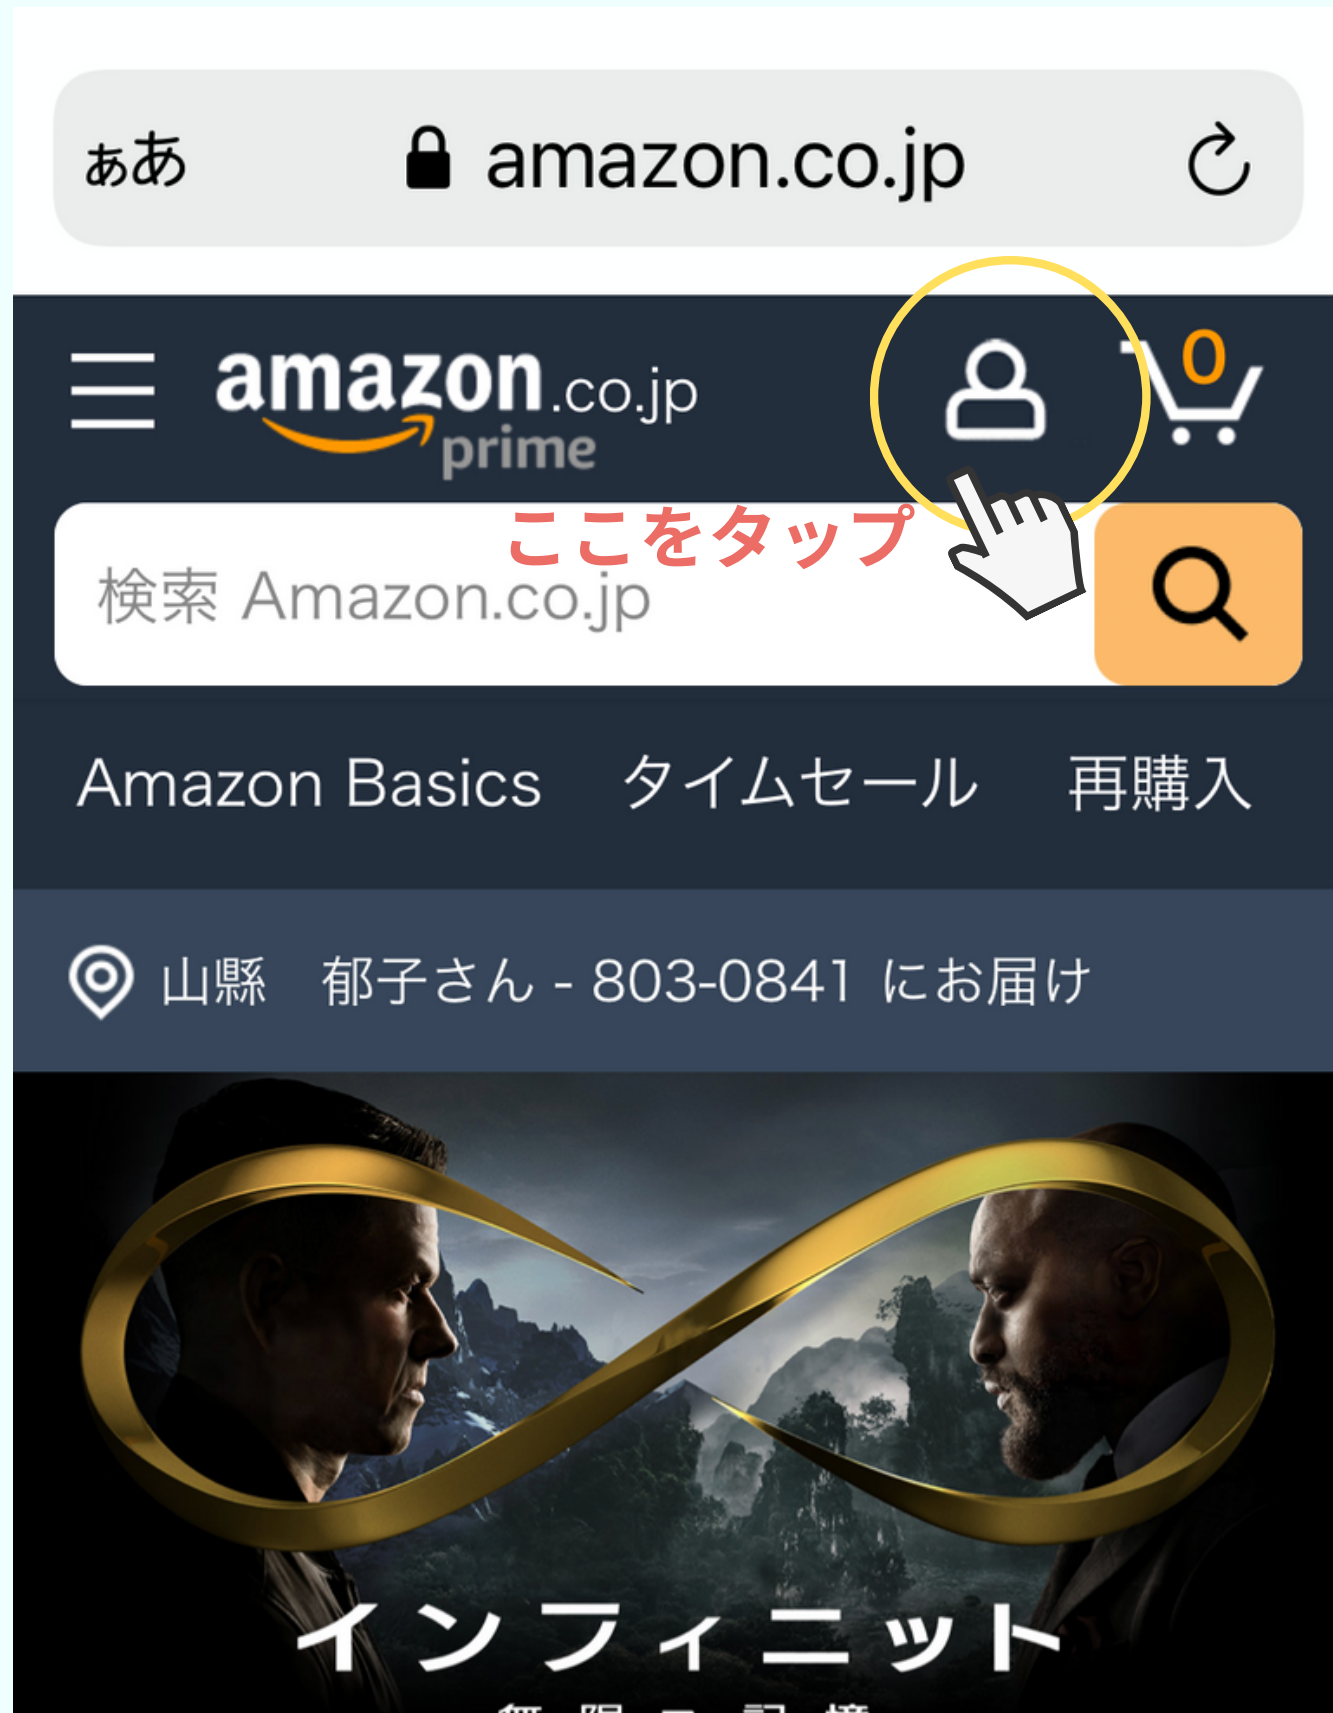 ぁあ amazon.co.jp
amazon.co.jp 0
prime
ここをタップ
検索 Amazon.co.jp
Amazon Basics タイムセール 再購入
山縣　郁子さん - 803-0841 にお届け
インフィニット